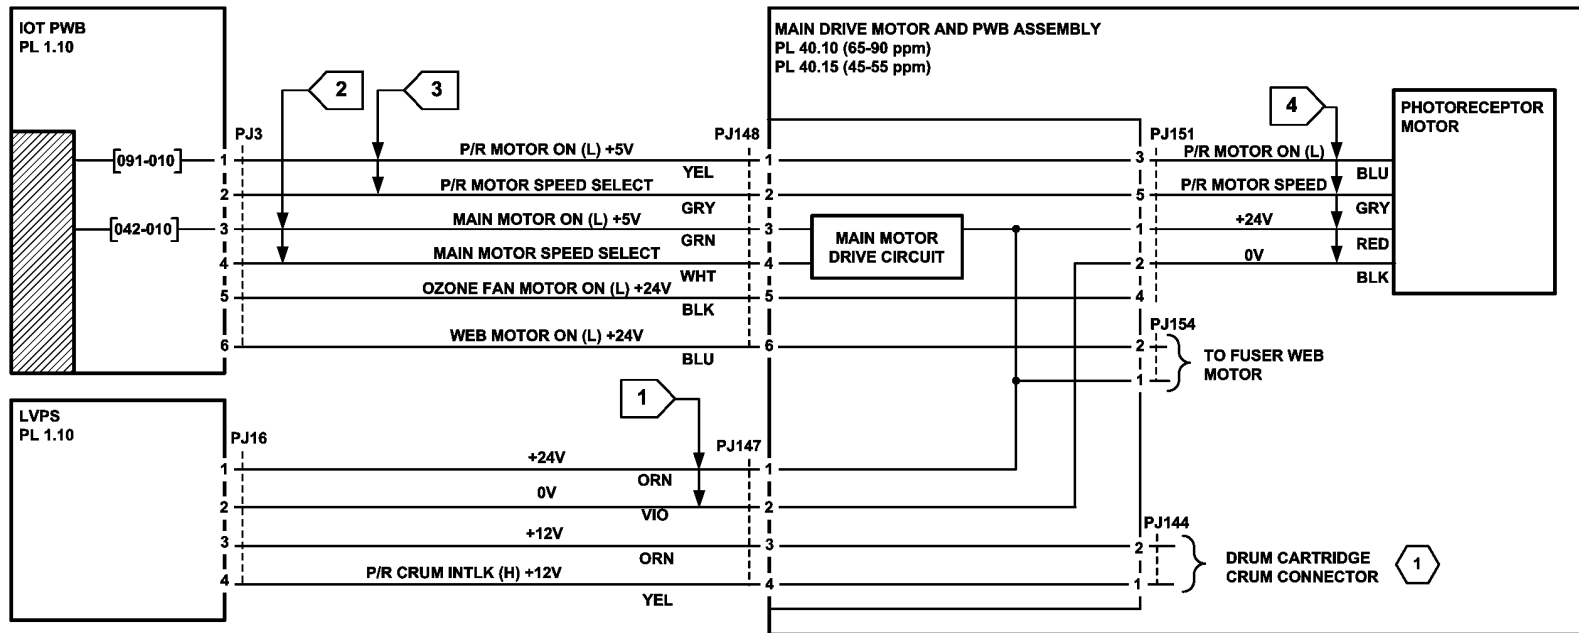 IOT PWB
PL 1.10
MAIN DRIVE MOTOR AND PWB ASSEMBLY
PL 40.10 (65-90 ppm)
PL 40.15 (45-55 ppm)
2
3
4
PHOTORECEPTOR
MOTOR
PJ3
PJ148
PJ151
[091-010]
1
P/R MOTOR ON (L) +5V
YEL
1
3
P/R MOTOR ON (L)
BLU
2
P/R MOTOR SPEED SELECT
GRY
2
5
P/R MOTOR SPEED
GRY
[042-010]
3
MAIN MOTOR ON (L) +5V
GRN
3
MAIN MOTOR
DRIVE CIRCUIT
1
+24V
RED
4
MAIN MOTOR SPEED SELECT
WHT
4
2
0V
BLK
5
OZONE FAN MOTOR ON (L) +24V
BLK
5
4
6
WEB MOTOR ON (L) +24V
BLU
6
PJ154
2
1
TO FUSER WEB
MOTOR
LVPS
PL 1.10
1
PJ16
PJ147
1
+24V
ORN
1
2
0V
VIO
2
3
+12V
ORN
3
4
P/R CRUM INTLK (H) +12V
YEL
4
PJ144
2
1
DRUM CARTRIDGE
CRUM CONNECTOR
1